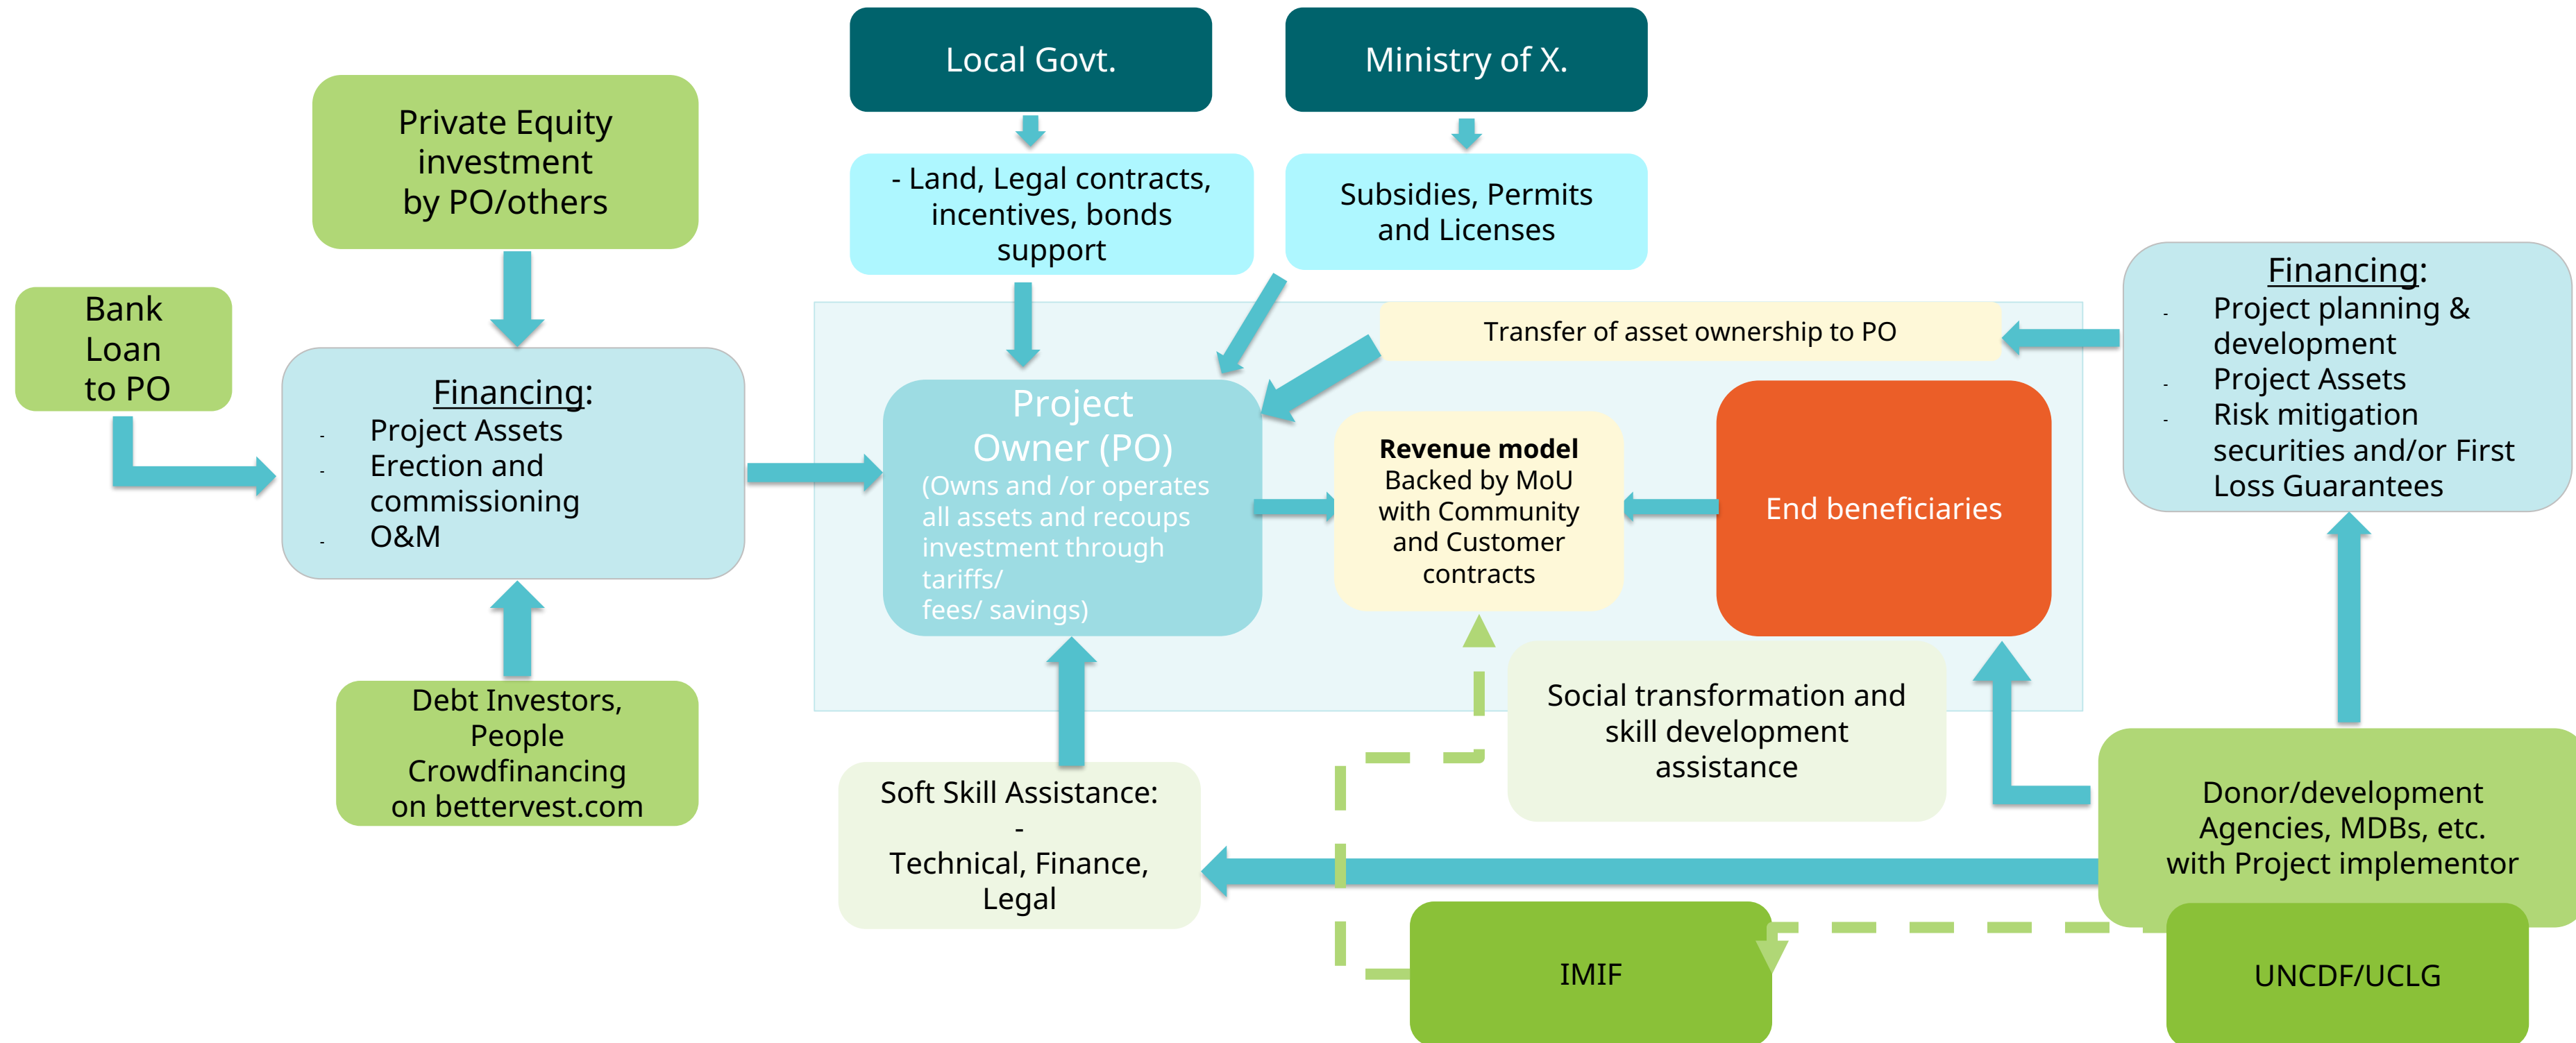 Local Govt.
Ministry of X.
Private Equity
investment
by PO/others
- Land, Legal contracts,
incentives, bonds
support
Subsidies, Permits
and Licenses
Bank
Loan
to PO
Financing:
- Project Assets
- Erection and
commissioning
- O&M
Transfer of asset ownership to PO
Financing:
- Project planning &
development
- Project Assets
- Risk mitigation
securities and/or First
Loss Guarantees
Project
Owner (PO)
(Owns and /or operates
all assets and recoups
investment through
tariffs/
fees/ savings)
Revenue model
Backed by MoU
with Community
and Customer
contracts
End beneficiaries
Debt Investors,
People
Crowdfinancing
on bettervest.com
Social transformation and
skill development
assistance
Soft Skill Assistance:
-
Technical, Finance,
Legal
Donor/development
Agencies, MDBs, etc.
with Project implementor
IMIF
UNCDF/UCLG